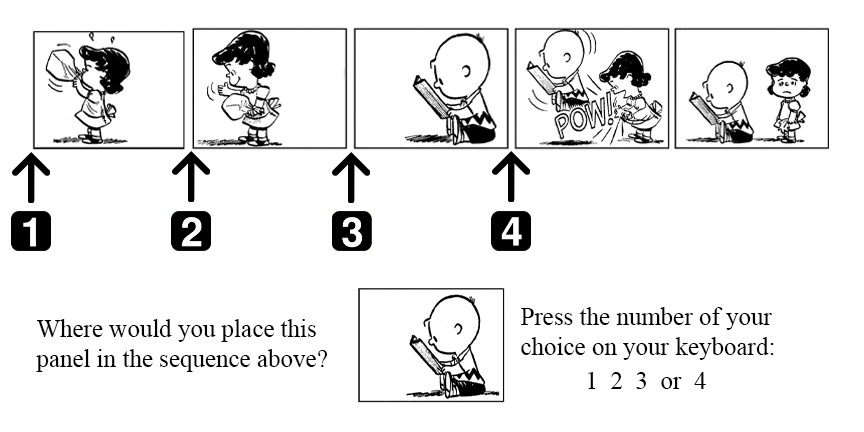 POW!
1 2 3 4
Where would you place this
panel in the sequence above?
Press the number of your
choice on your keyboard:
1 2 3 or 4